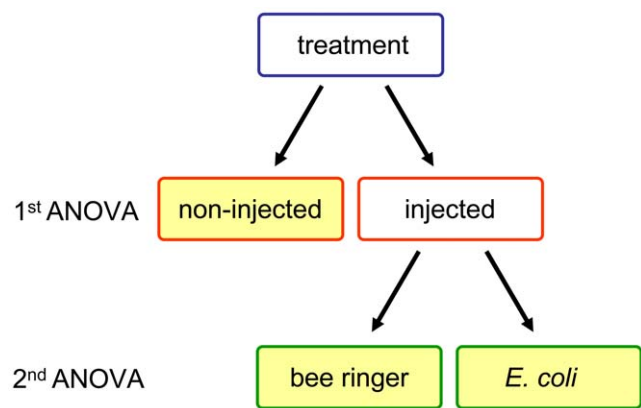 treatment
1st ANOVA non-injected injected
2nd ANOVA bee ringer E. coli